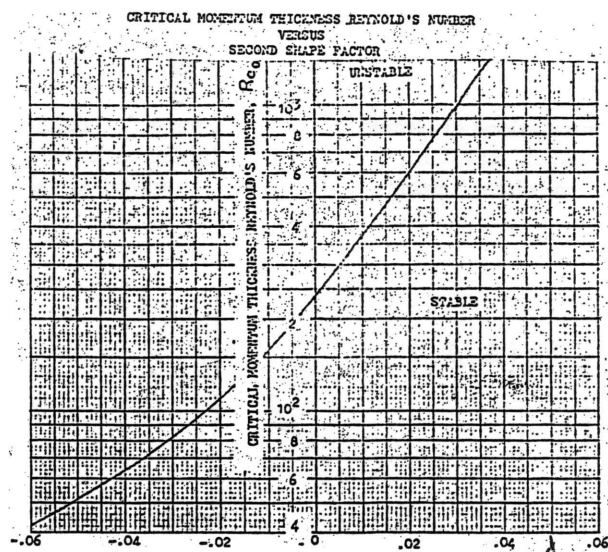 CRITICAL MOMENTUM THICKNESS REYNOLD'S NUMBER
VERSUS
SECOND SHAPE FACTOR
UNSTABLE
CRITICAL MOMENTUM THICKNESS REYNOLD'S NUMBER,
10³
8
6
4
2
STABLE
10²
8
6
4
-.06
-.04
-.02
0
.02
.04
.06